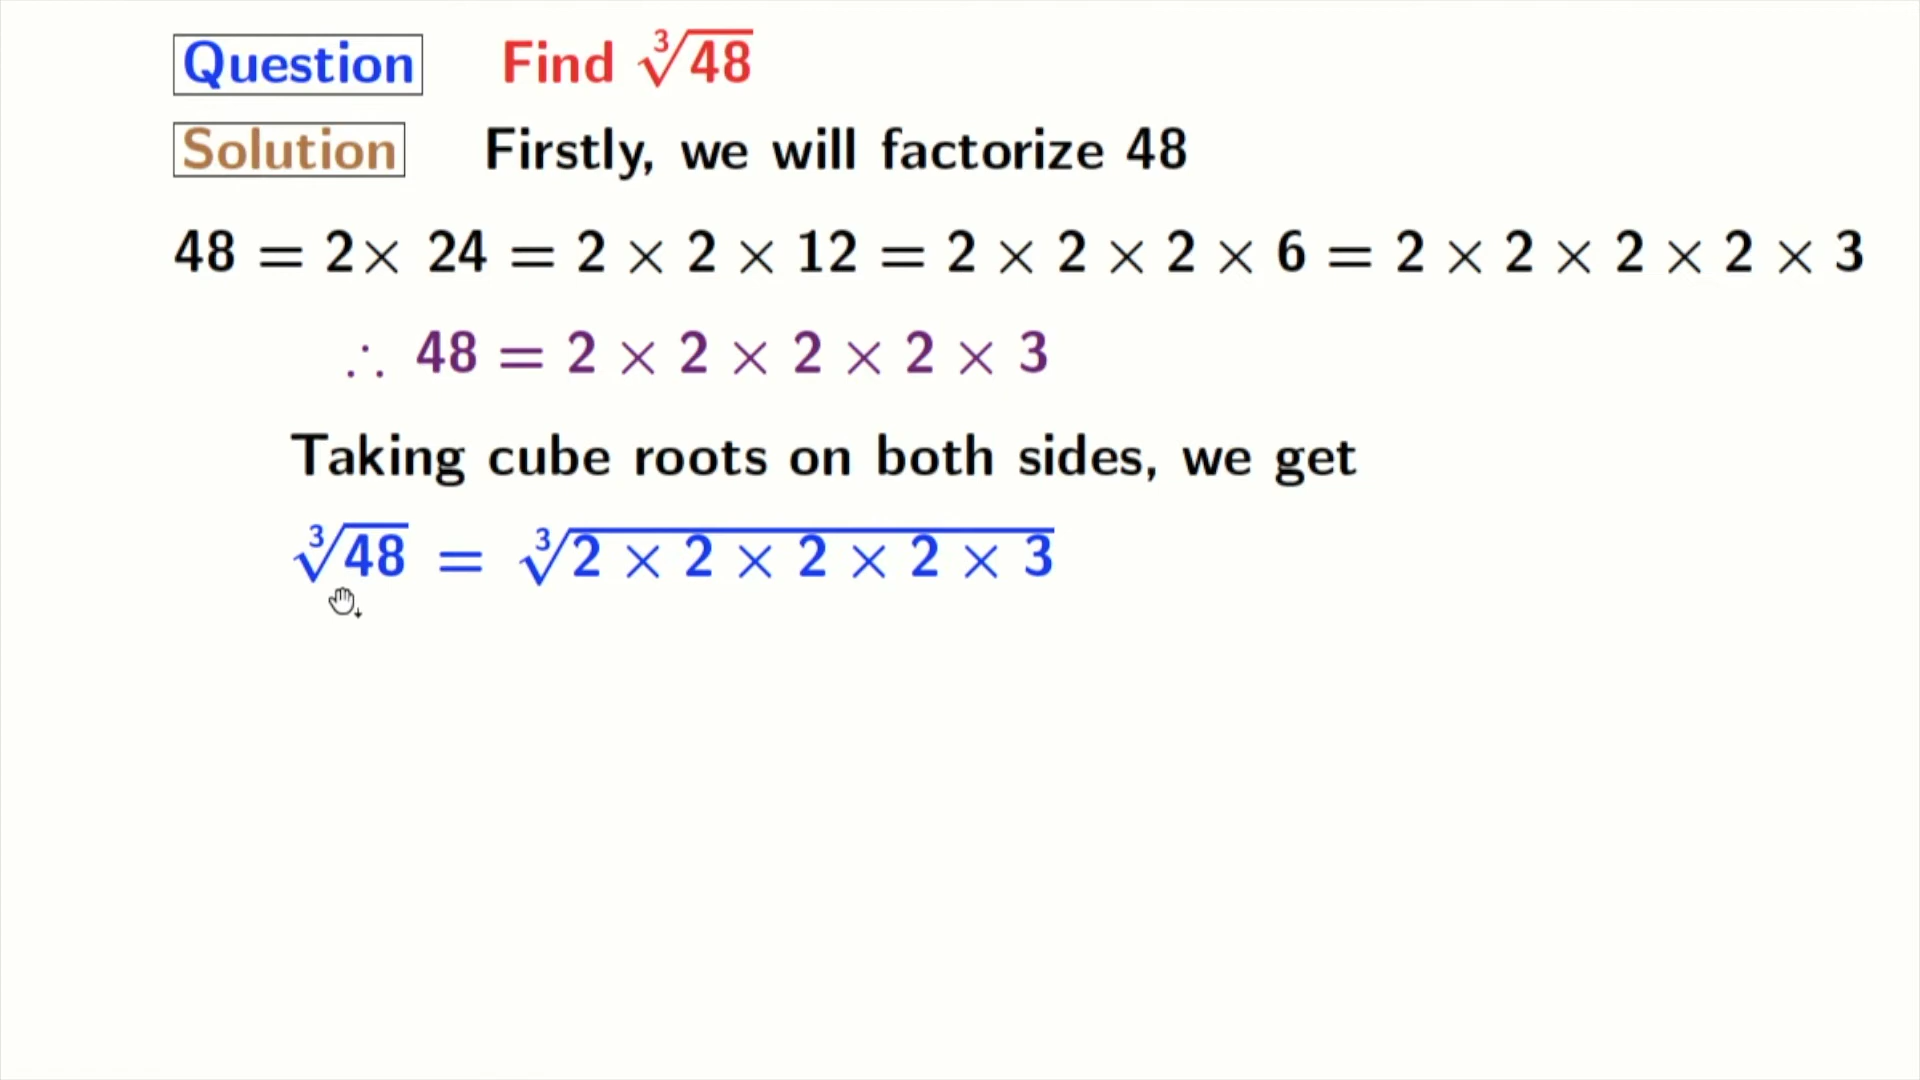 Question Find ∛48
Solution Firstly, we will factorize 48
48 = 2× 24 = 2 × 2 × 12 = 2 × 2 × 2 × 6 = 2 × 2 × 2 × 2 × 3
∴ 48 = 2 × 2 × 2 × 2 × 3
Taking cube roots on both sides, we get
∛48 = ∛(2 × 2 × 2 × 2 × 3)